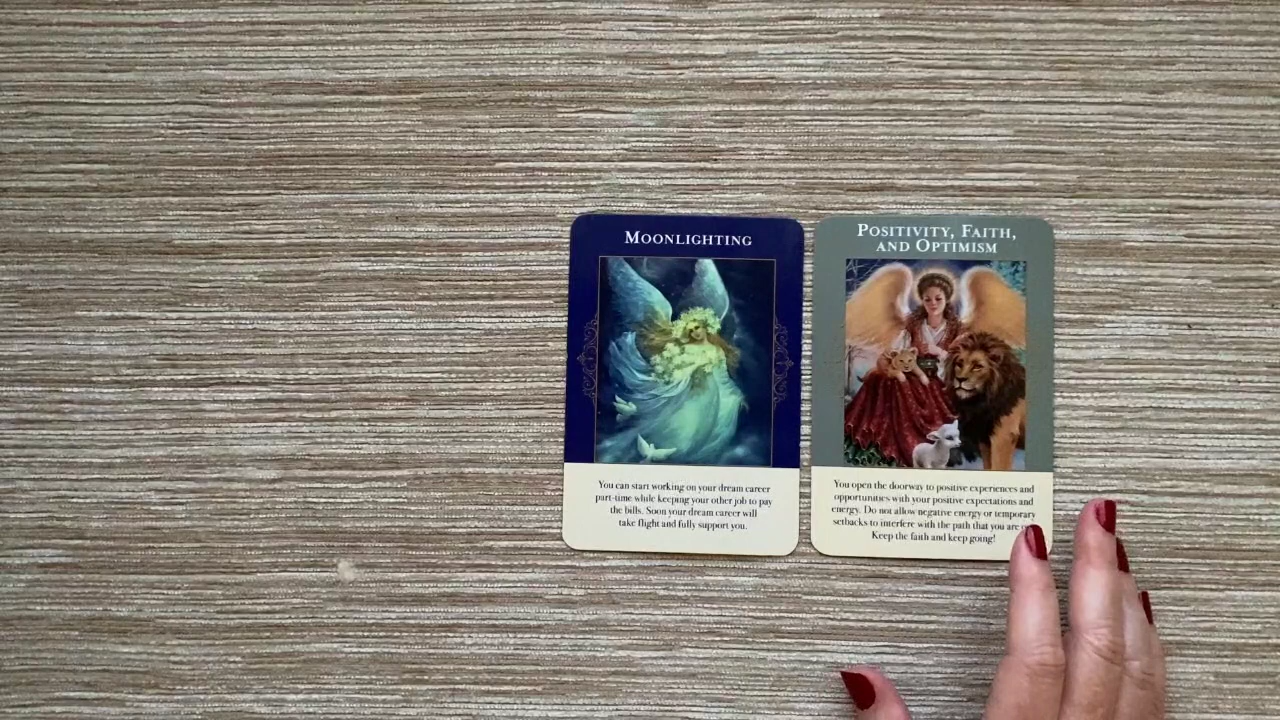 MOONLIGHTING
You can start working on your dream career
part-time while keeping your other job to pay
the bills. Soon your dream career will
take flight and fully support you.
POSITIVITY, FAITH,
AND OPTIMISM
You open the doorway to positive experiences and
opportunities with your positive expectations and
energy. Do not allow negative energy or temporary
setbacks to interfere with the path that you are
Keep the faith and keep going!